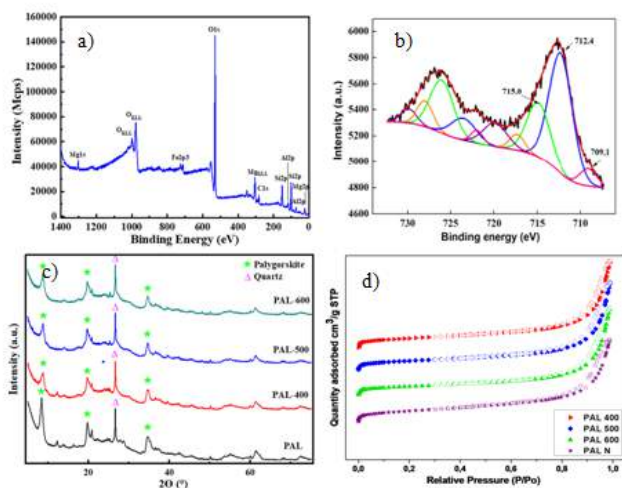 a)
Intensity (Mcps)
160000
140000
120000
100000
80000
60000
40000
20000
0
O1s
OKLL
OKLL
Mg1s
Fe2p3
MgKLL
C1s
Si2p
Al2p
Si2p
Mg2p
Al2p
1400 1200 1000 800 600 400 200 0
Binding Energy (eV)
b)
Intensity (a.u.)
6000
5800
5600
5400
5200
5000
4800
4600
712.4
715.0
709.1
730 725 720 715 710
Binding energy (eV)
c)
Intensity (a.u.)
Palygorskite
Quartz
PAL-600
PAL-500
PAL-400
PAL
20 40 60
2Θ (°)
d)
Quantity adsorbed cm³/g STP
PAL 400
PAL 500
PAL 600
PAL N
0,0 0,2 0,4 0,6 0,8 1,0
Relative Pressure (P/Po)